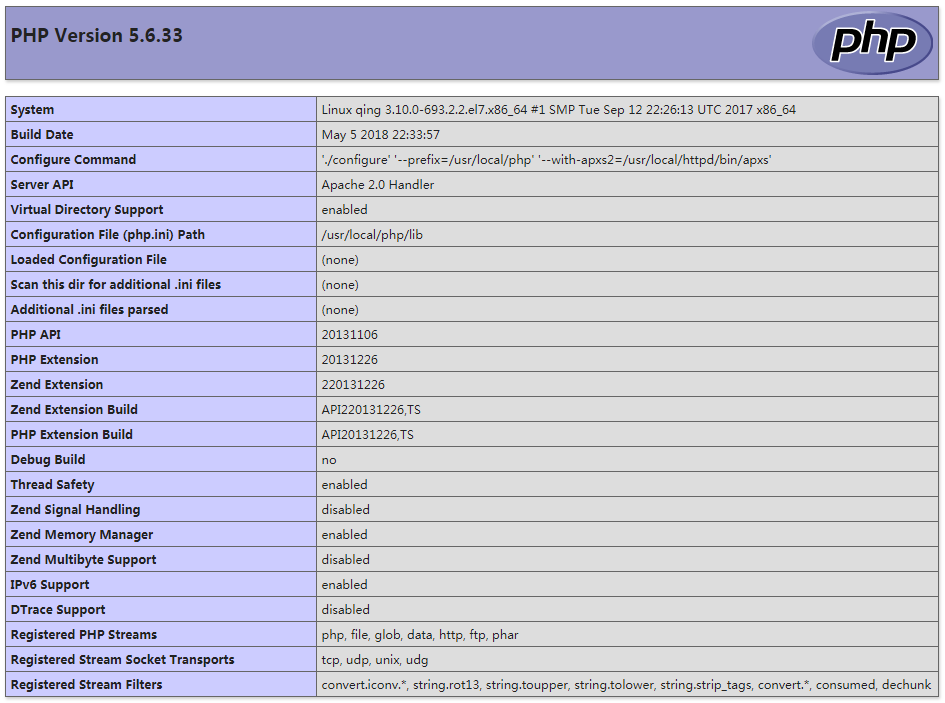 PHP Version 5.6.33
php
System Linux qing 3.10.0-693.2.2.el7.x86_64 #1 SMP Tue Sep 12 22:26:13 UTC 2017 x86_64
Build Date May 5 2018 22:33:57
Configure Command './configure' '--prefix=/usr/local/php' '--with-apxs2=/usr/local/httpd/bin/apxs'
Server API Apache 2.0 Handler
Virtual Directory Support enabled
Configuration File (php.ini) Path /usr/local/php/lib
Loaded Configuration File (none)
Scan this dir for additional .ini files (none)
Additional .ini files parsed (none)
PHP API 20131106
PHP Extension 20131226
Zend Extension 220131226
Zend Extension Build API220131226,TS
PHP Extension Build API20131226,TS
Debug Build no
Thread Safety enabled
Zend Signal Handling disabled
Zend Memory Manager enabled
Zend Multibyte Support disabled
IPv6 Support enabled
DTrace Support disabled
Registered PHP Streams php, file, glob, data, http, ftp, phar
Registered Stream Socket Transports tcp, udp, unix, udg
Registered Stream Filters convert.iconv.*, string.rot13, string.toupper, string.tolower, string.strip_tags, convert.*, consumed, dechunk